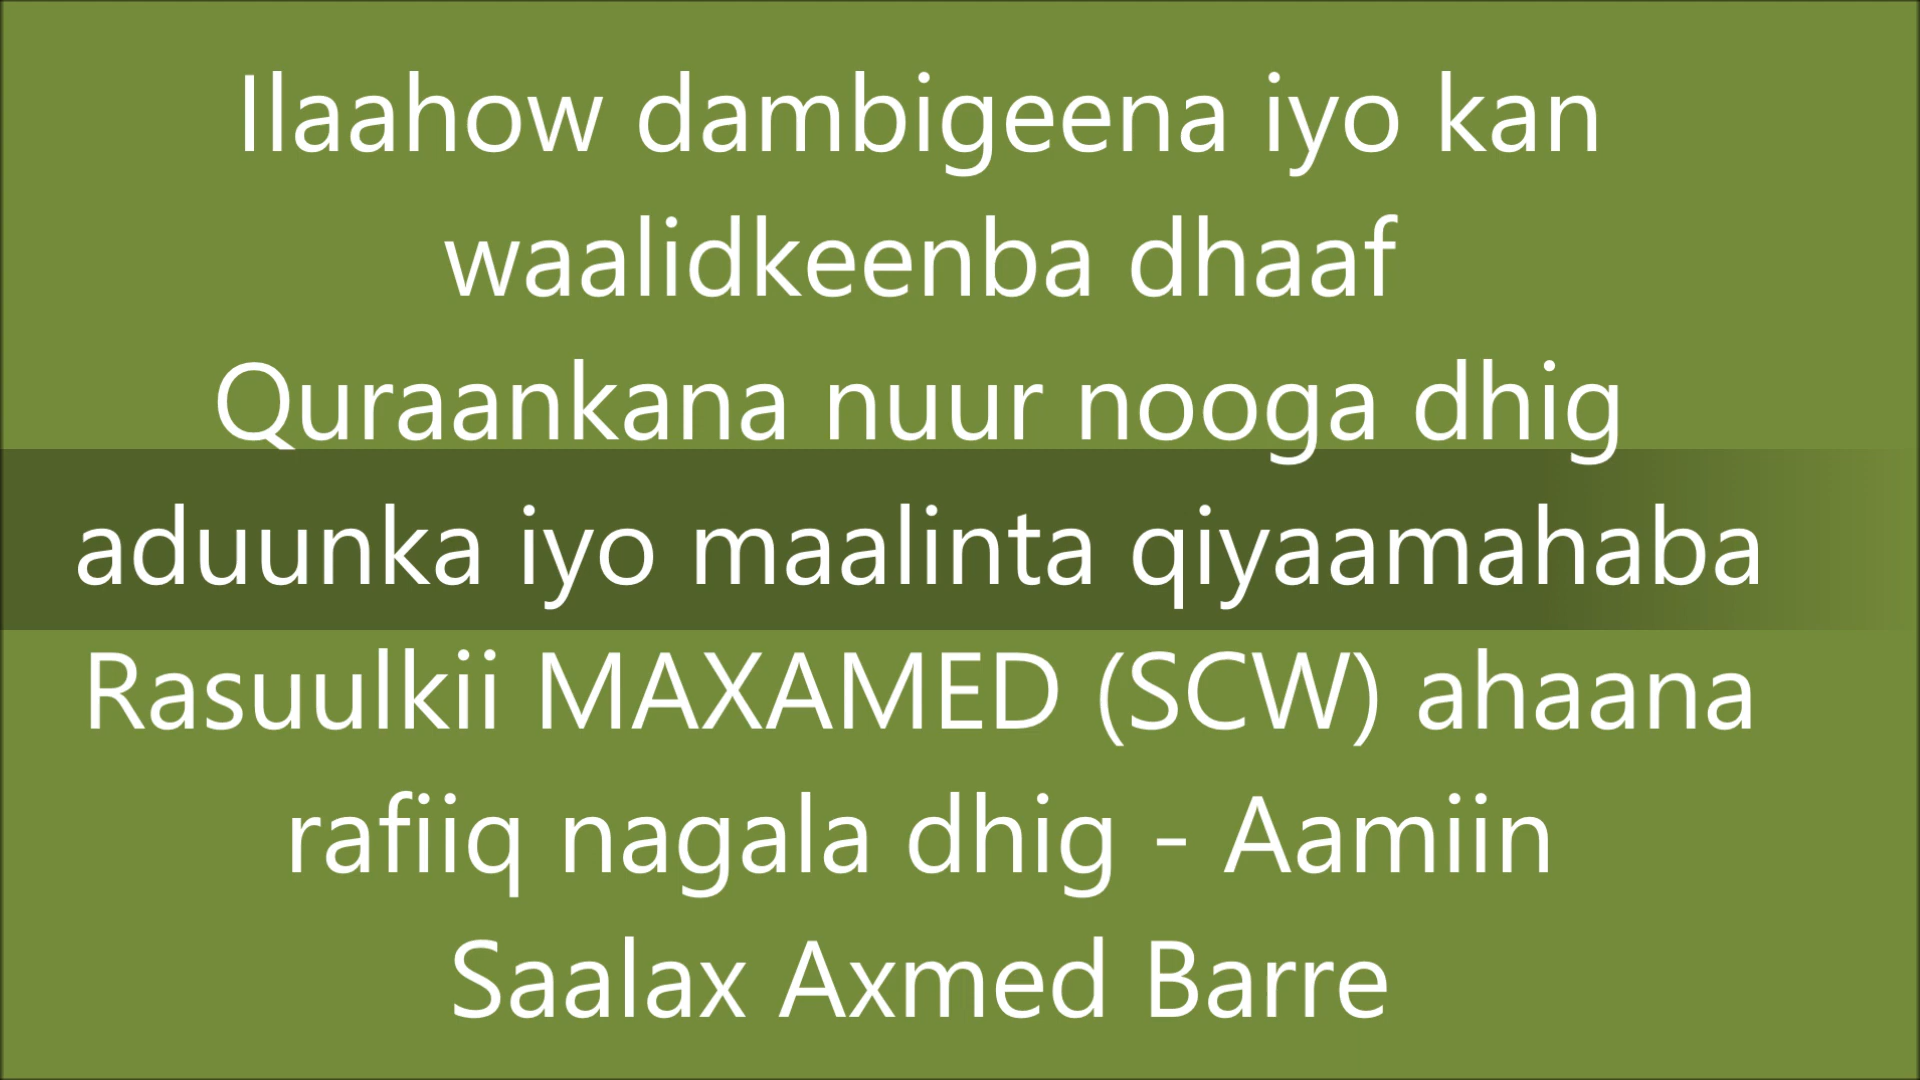 Ilaahow dambigeena iyo kan
waalidkeenba dhaaf
Quraankana nuur nooga dhig
aduunka iyo maalinta qiyaamahaba
Rasuulkii MAXAMED (SCW) ahaana
rafiiq nagala dhig - Aamiin
Saalax Axmed Barre